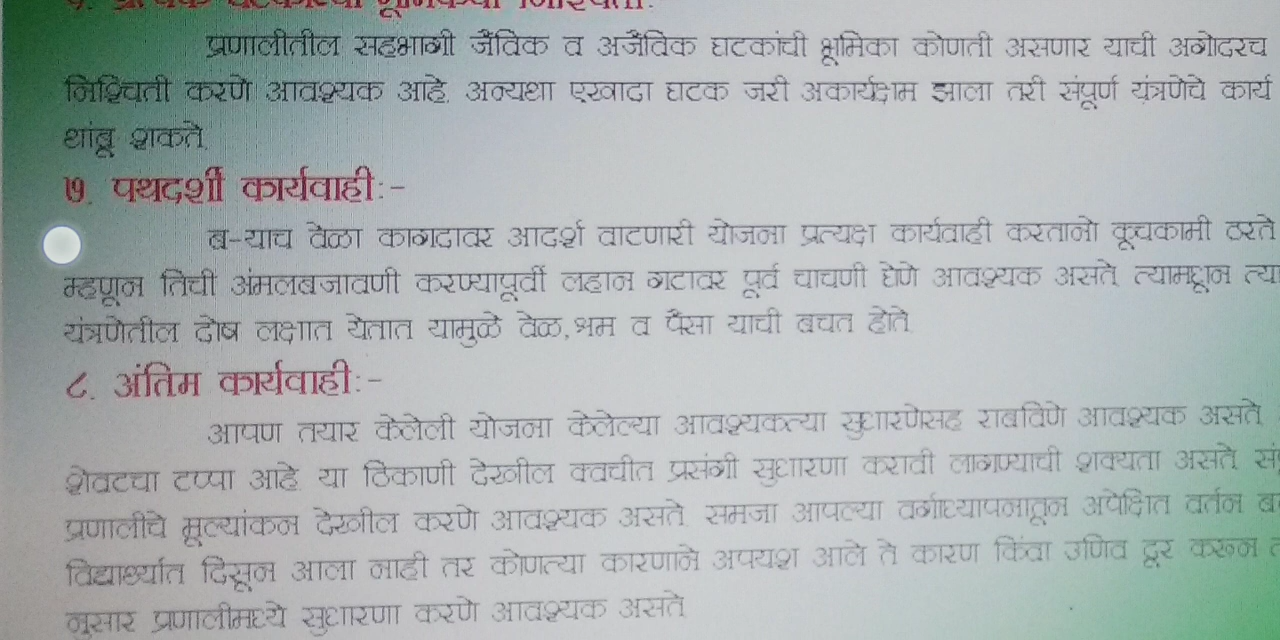 प्रणालीतील सहभागी जैविक व अजैविक घटकांची भूमिका कोणती असणार याची अगोदरच
निश्चिती करणे आवश्यक आहे. अन्यथा एखादा घटक जरी अकार्यक्षम झाला तरी संपूर्ण यंत्रणेचे कार्य
थांबू शकते.
७. पथदर्शी कार्यवाही:-
ब-याच वेळा कागदावर आदर्श वाटणारी योजना प्रत्यक्ष कार्यवाही करतानो कूचकामी ठरते
म्हणून तिची अंमलबजावणी करण्यापूर्वी लहान गटावर पूर्व चाचणी घेणे आवश्यक असते. त्यामधून
यंत्रणेतील दोष लक्षात येतात यामुळे वेळ,श्रम व पैसा याची बचत होते.
८. अंतिम कार्यवाही:-
आपण तयार केलेली योजना केलेल्या आवश्यकत्या सुधारणेसह राबविणे आवश्यक असते.
शेवटचा टप्पा आहे. या ठिकाणी देखील क्वचीत प्रसंगी सुधारणा करावी लागण्याची शक्यता असते.
प्रणालीचे मूल्यांकन देखील करणे आवश्यक असते. समजा आपल्या वर्गाध्यापनातून अपेक्षित वर्तन
विद्यार्थ्यात दिसून आला नाही तर कोणत्या कारणाने अपयश आले ते कारण किंवा उणिव दूर करून
नुसार प्रणालीमध्ये सुधारणा करणे आवश्यक असते.